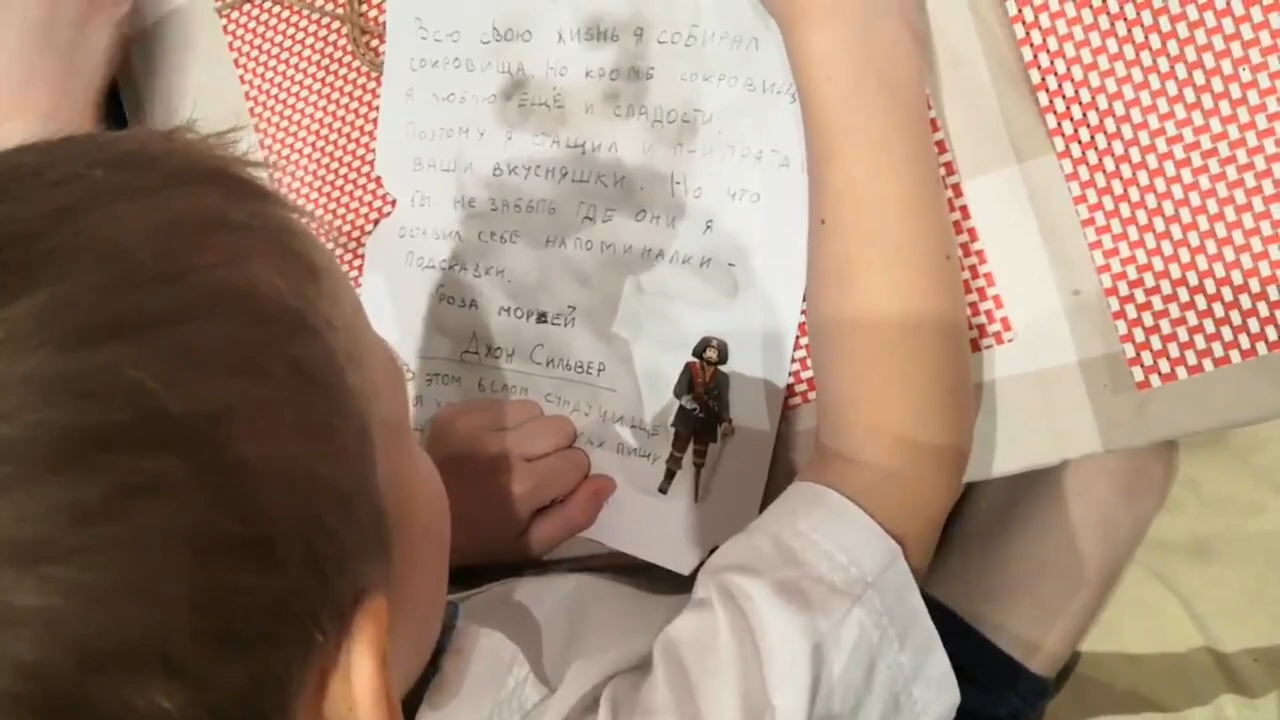 Всю свою жизнь я собирал
сокровища. Но кроме сокровищ
я люблю ещё и сладости.
Поэтому я стащил и припрятал
ваши вкусняшки. Но что
бы не забыть где они я
оставил себе напоминалки-
подсказки.
Гроза морей
Джон Сильвер
В этом белом сундучище
я
пищу